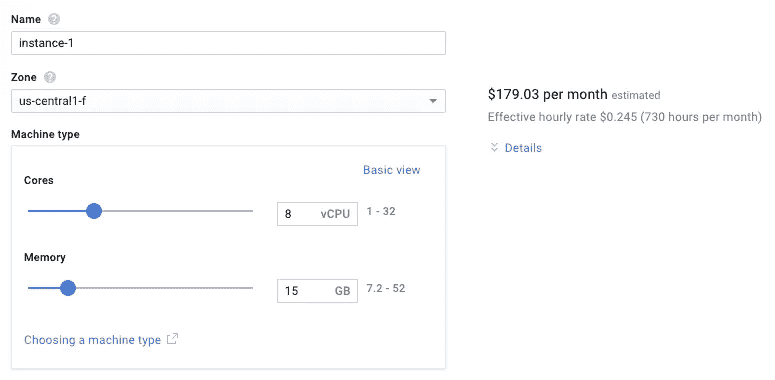 Name
instance-1
Zone
us-central1-f
$179.03 per month estimated
Effective hourly rate $0.245 (730 hours per month)
Details
Machine type
Basic view
Cores
8 vCPU 1 - 32
Memory
15 GB 7.2 - 52
Choosing a machine type